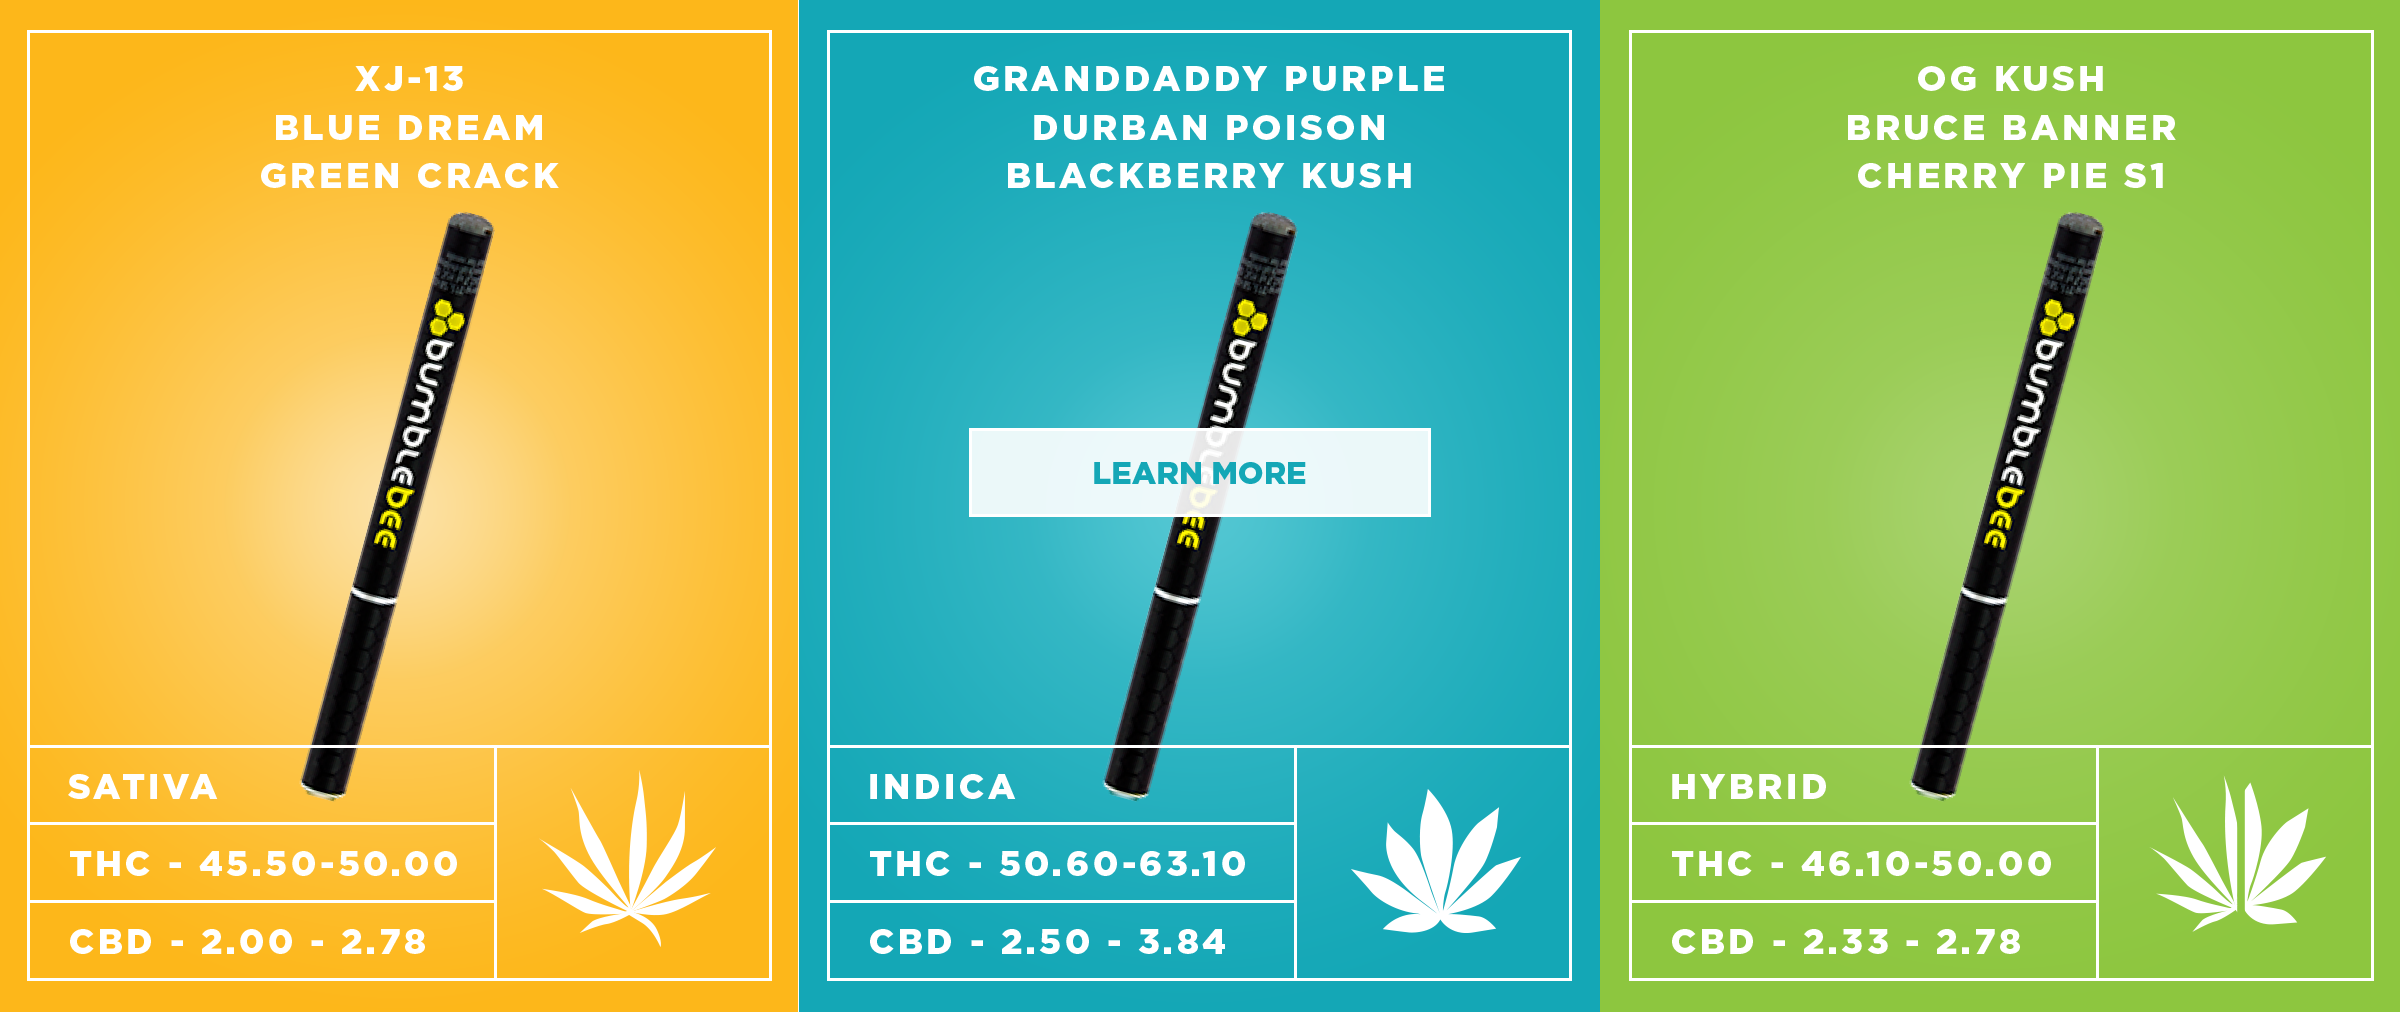 XJ-13
BLUE DREAM
GREEN CRACK
bumblebee
SATIVA
THC - 45.50-50.00
CBD - 2.00 - 2.78
GRANDDADDY PURPLE
DURBAN POISON
BLACKBERRY KUSH
bumblebee
LEARN MORE
INDICA
THC - 50.60-63.10
CBD - 2.50 - 3.84
OG KUSH
BRUCE BANNER
CHERRY PIE S1
bumblebee
HYBRID
THC - 46.10-50.00
CBD - 2.33 - 2.78